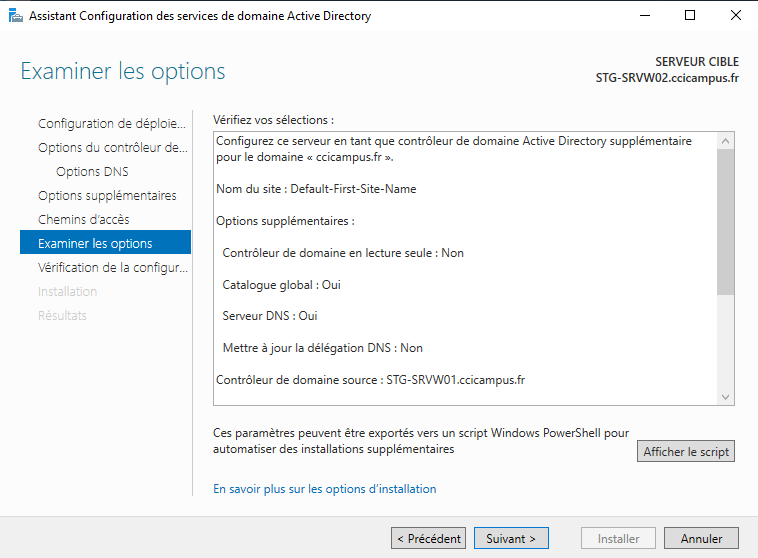 Assistant Configuration des services de domaine Active Directory
Examiner les options
SERVEUR CIBLE
STG-SRVW02.ccicampus.fr
Configuration de déploie...
Options du contrôleur de...
Options DNS
Options supplémentaires
Chemins d'accès
Examiner les options
Vérification de la configur...
Installation
Résultats
Vérifiez vos sélections :
Configurez ce serveur en tant que contrôleur de domaine Active Directory supplémentaire
pour le domaine « ccicampus.fr ».
Nom du site : Default-First-Site-Name
Options supplémentaires :
Contrôleur de domaine en lecture seule : Non
Catalogue global : Oui
Serveur DNS : Oui
Mettre à jour la délégation DNS : Non
Contrôleur de domaine source : STG-SRVW01.ccicampus.fr
Ces paramètres peuvent être exportés vers un script Windows PowerShell pour
automatiser des installations supplémentaires
Afficher le script
En savoir plus sur les options d'installation
< Précédent
Suivant >
Installer
Annuler